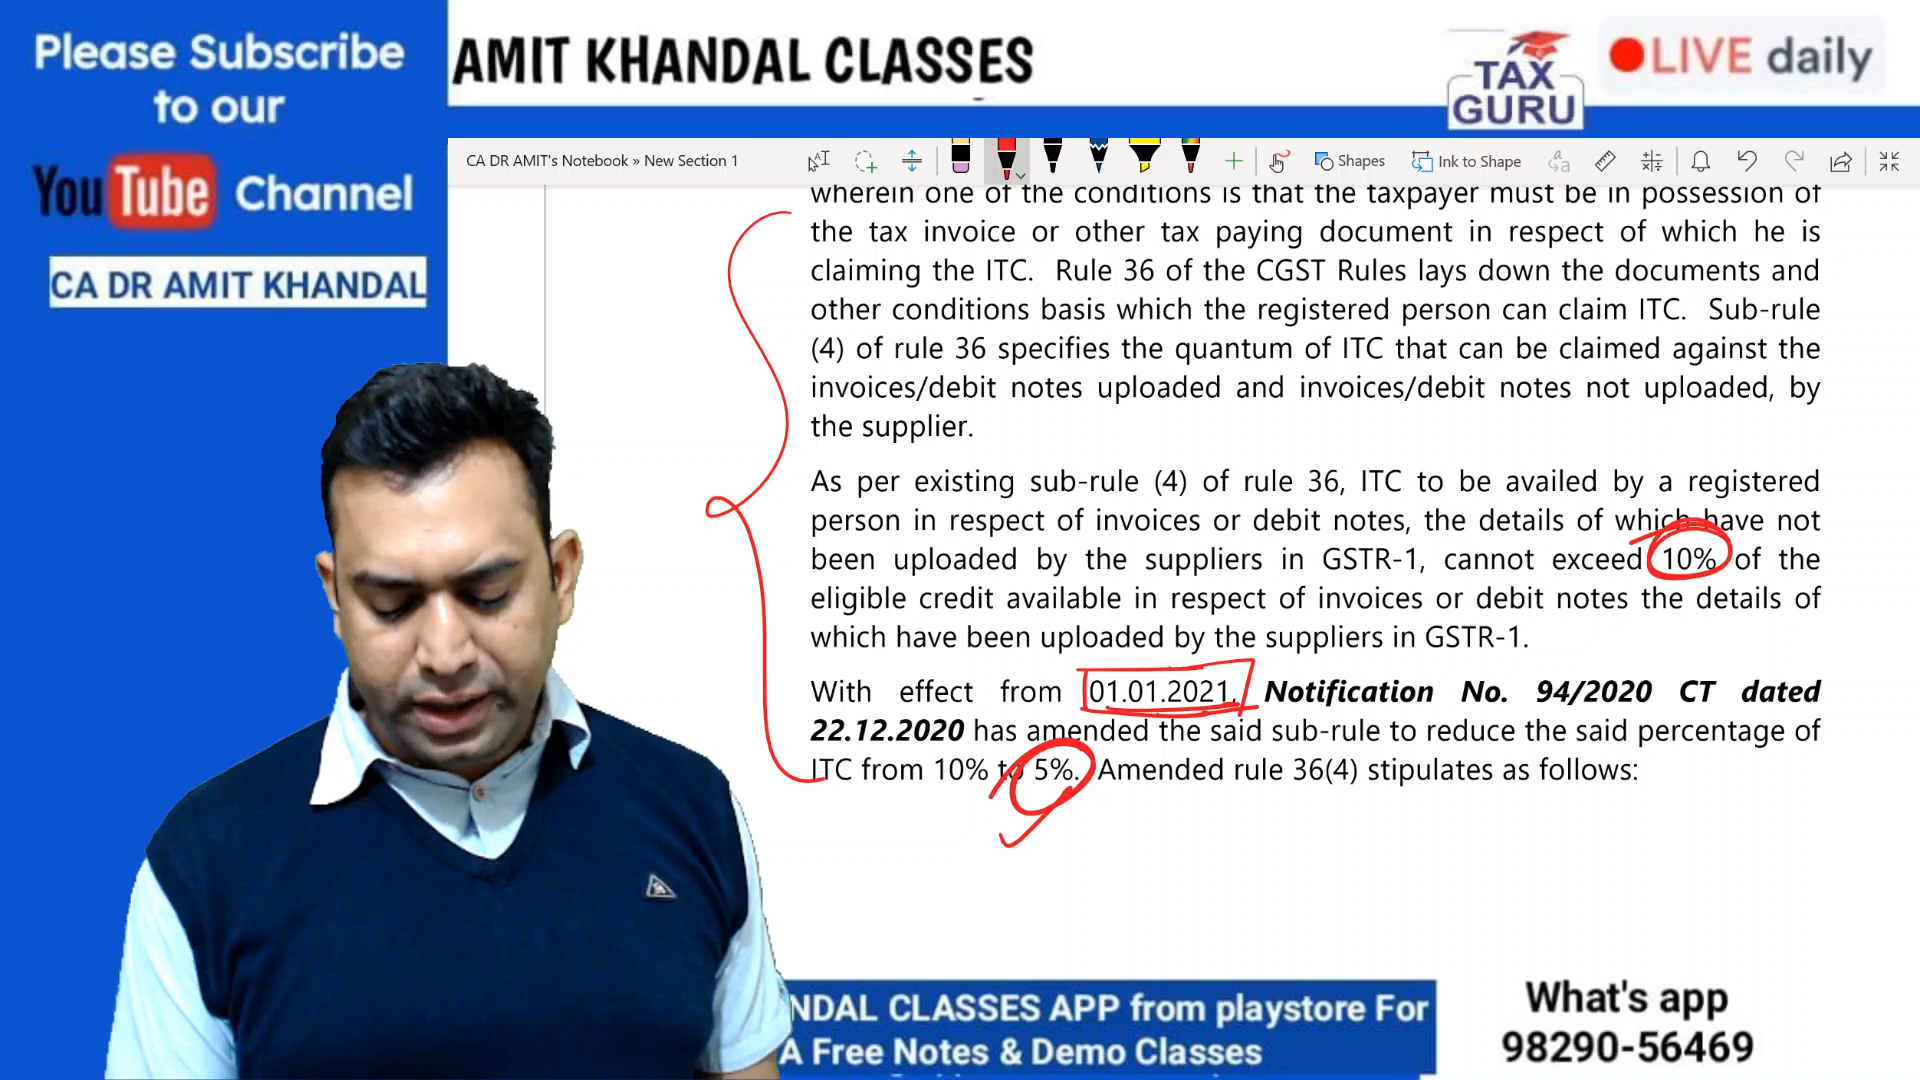 Please Subscribe
to our
YouTube Channel
CA DR AMIT KHANDAL
AMIT KHANDAL CLASSES
TAX
GURU
LIVE daily
CA DR AMIT's Notebook » New Section 1
Shapes
Ink to Shape
wherein one of the conditions is that the taxpayer must be in possession of
the tax invoice or other tax paying document in respect of which he is
claiming the ITC. Rule 36 of the CGST Rules lays down the documents and
other conditions basis which the registered person can claim ITC. Sub-rule
(4) of rule 36 specifies the quantum of ITC that can be claimed against the
invoices/debit notes uploaded and invoices/debit notes not uploaded, by
the supplier.
As per existing sub-rule (4) of rule 36, ITC to be availed by a registered
person in respect of invoices or debit notes, the details of which have not
been uploaded by the suppliers in GSTR-1, cannot exceed 10% of the
eligible credit available in respect of invoices or debit notes the details of
which have been uploaded by the suppliers in GSTR-1.
With effect from 01.01.2021, Notification No. 94/2020 CT dated
22.12.2020 has amended the said sub-rule to reduce the said percentage of
ITC from 10% to 5%. Amended rule 36(4) stipulates as follows:
NDAL CLASSES APP from playstore For
A Free Notes & Demo Classes
What's app
98290-56469